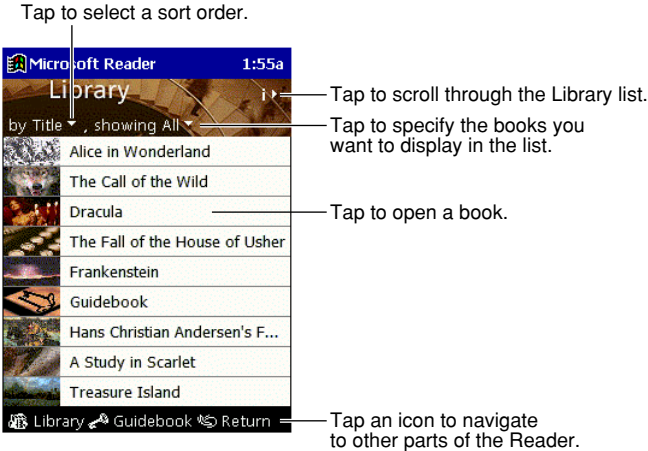 Tap to select a sort order.
Microsoft Reader 1:55a
Library
i
Tap to scroll through the Library list.
by Title , showing All
Tap to specify the books you
want to display in the list.
Alice in Wonderland
The Call of the Wild
Dracula
Tap to open a book.
The Fall of the House of Usher
Frankenstein
Guidebook
Hans Christian Andersen's F...
A Study in Scarlet
Treasure Island
Library Guidebook Return
Tap an icon to navigate
to other parts of the Reader.